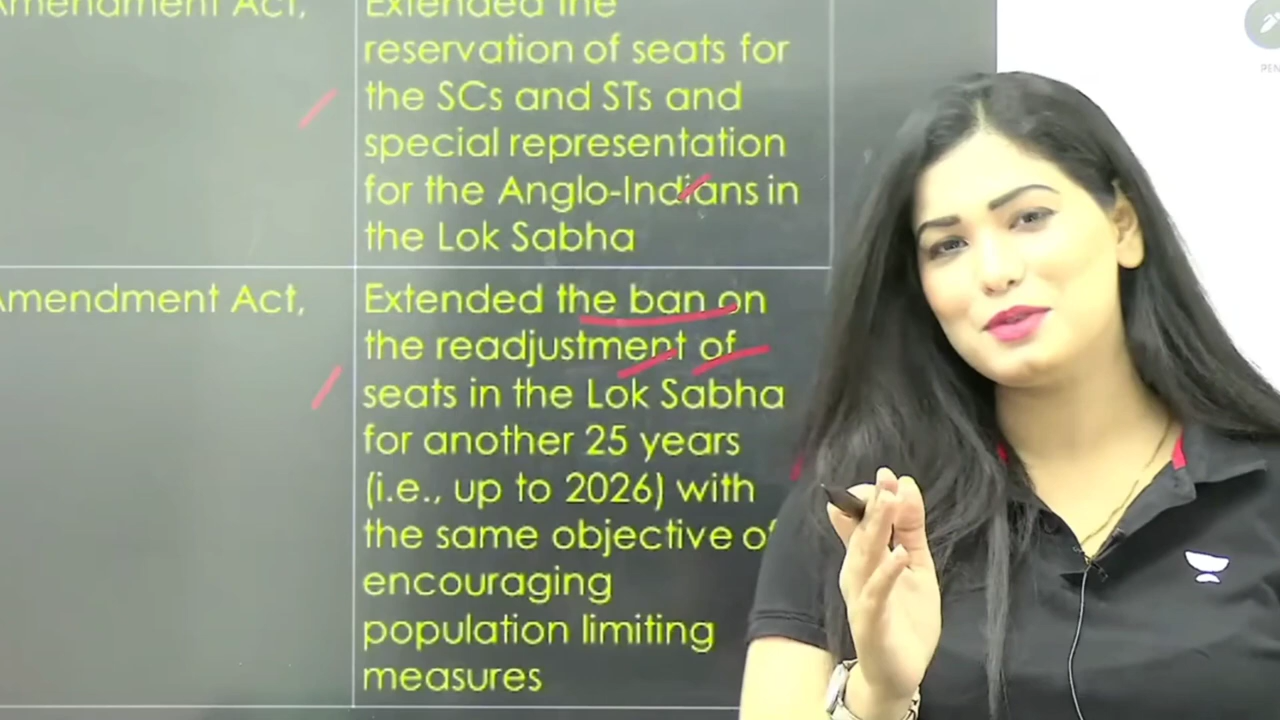 Amendment Act,
Extended the
reservation of seats for
the SCs and STs and
special representation
for the Anglo-Indians in
the Lok Sabha
Amendment Act,
Extended the ban on
the readjustment of
seats in the Lok Sabha
for another 25 years
(i.e., up to 2026) with
the same objective of
encouraging
population limiting
measures
PEN